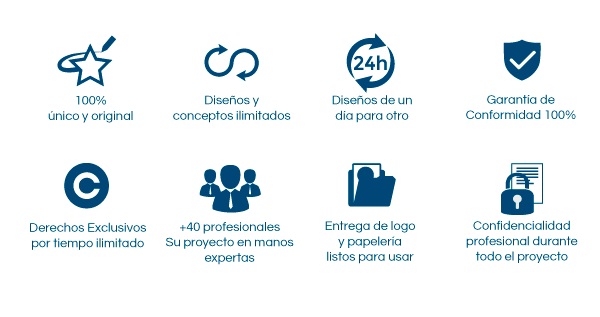 100%
único y original
Diseños y
conceptos ilimitados
24h
Diseños de un
día para otro
Garantía de
Conformidad 100%
Derechos Exclusivos
por tiempo ilimitado
+40 profesionales
Su proyecto en manos
expertas
Entrega de logo
y papelería
listos para usar
Confidencialidad
profesional durante
todo el proyecto